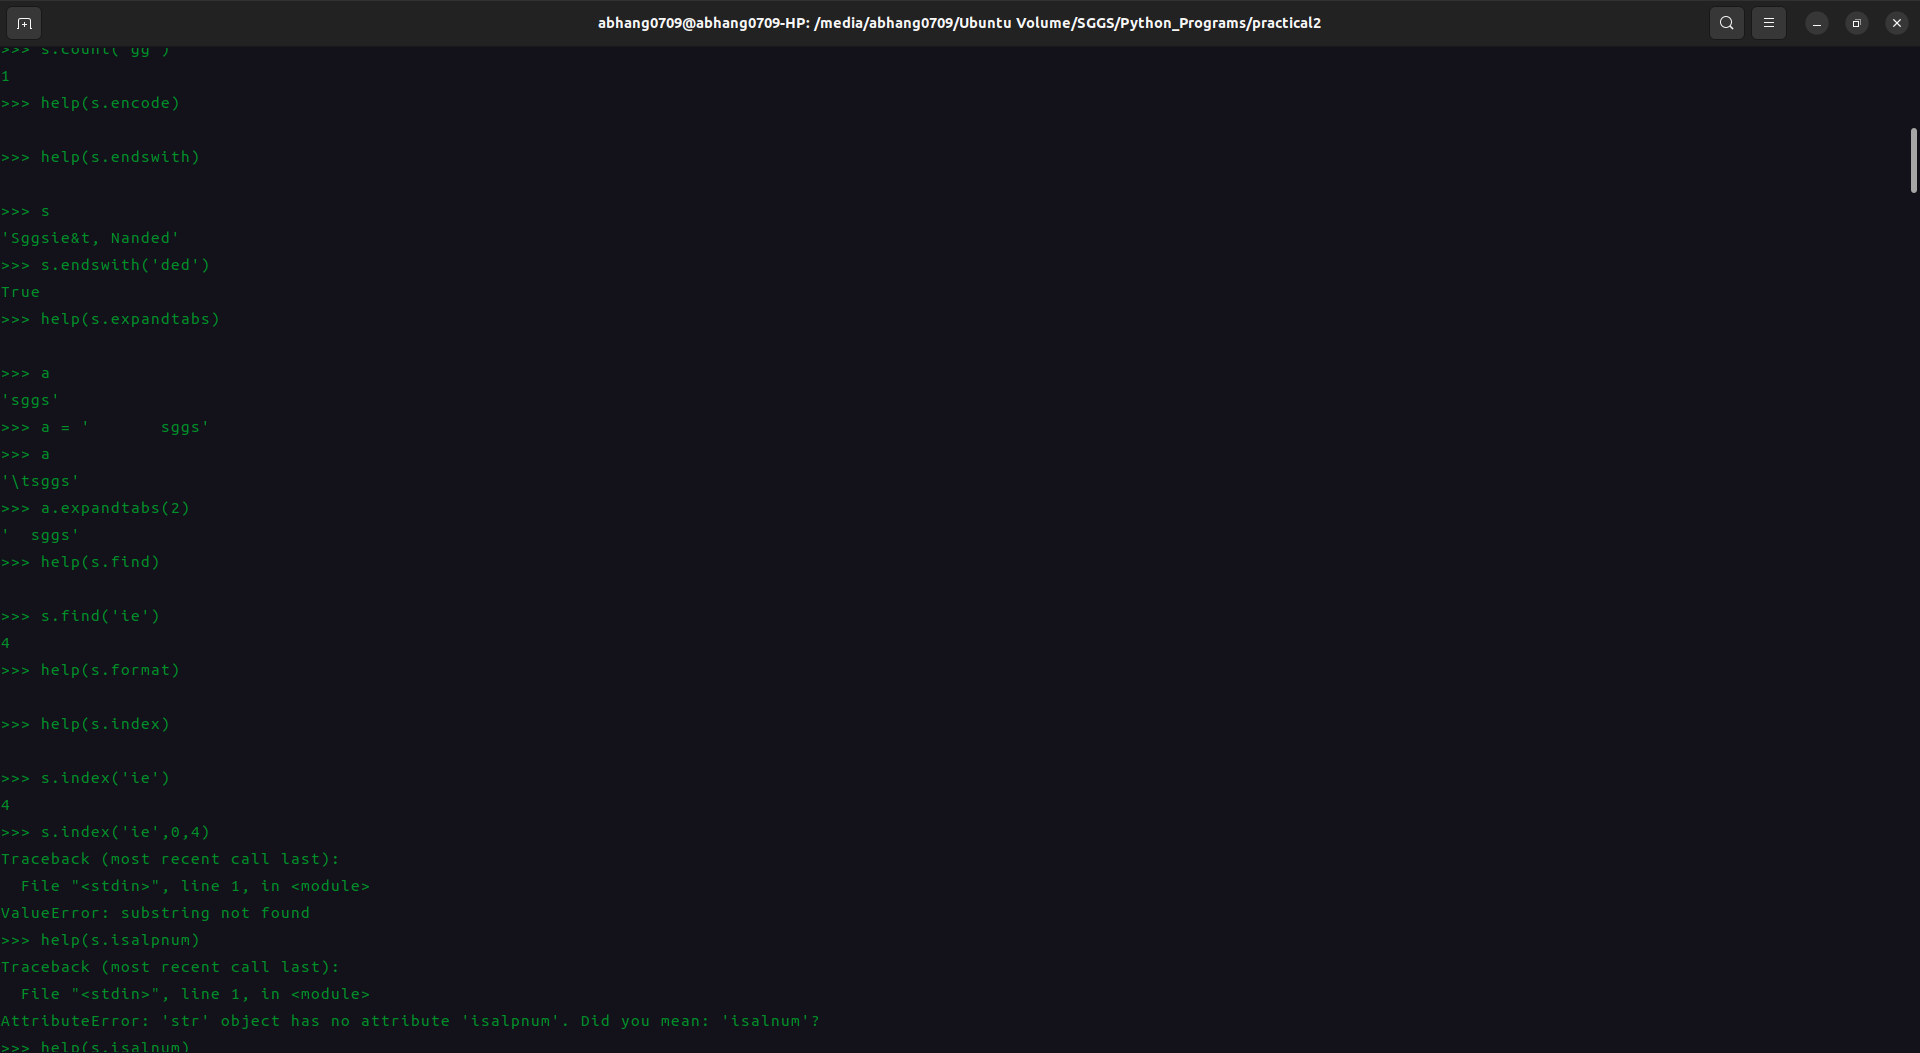 abhang0709@abhang0709-HP: /media/abhang0709/Ubuntu Volume/SGGS/Python_Programs/practical2
>>> s.count('gg')
1
>>> help(s.encode)
>>> help(s.endswith)
>>> s
'Sggsie&t, Nanded'
>>> s.endswith('ded')
True
>>> help(s.expandtabs)
>>> a
'sggs'
>>> a = '       sggs'
>>> a
'\tsggs'
>>> a.expandtabs(2)
'  sggs'
>>> help(s.find)
>>> s.find('ie')
4
>>> help(s.format)
>>> help(s.index)
>>> s.index('ie')
4
>>> s.index('ie',0,4)
Traceback (most recent call last):
  File "<stdin>", line 1, in <module>
ValueError: substring not found
>>> help(s.isalpnum)
Traceback (most recent call last):
  File "<stdin>", line 1, in <module>
AttributeError: 'str' object has no attribute 'isalpnum'. Did you mean: 'isalnum'?
>>> help(s.isalnum)